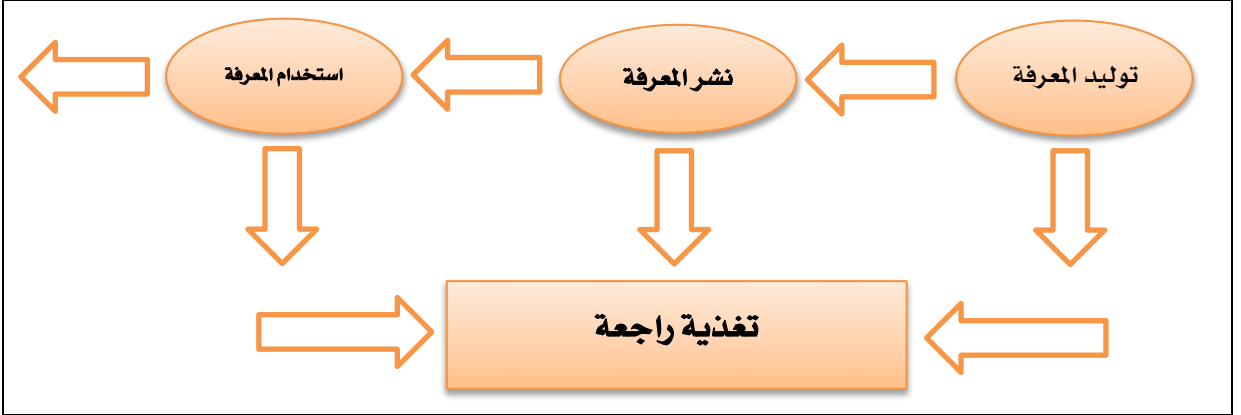 توليد المعرفة
نشر المعرفة
استخدام المعرفة
تغذية راجعة